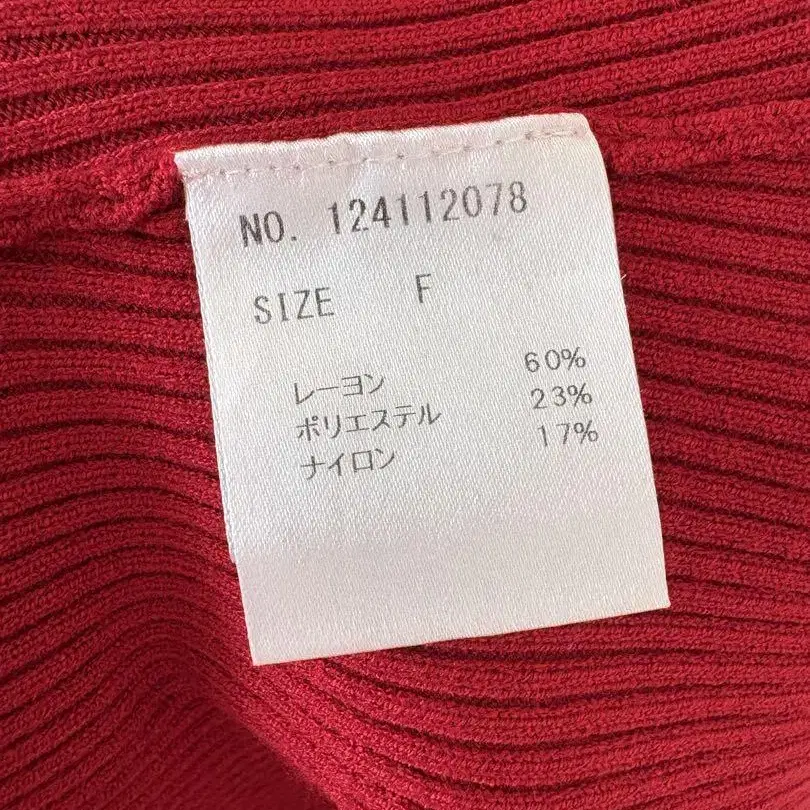 NO. 124112078
SIZE F
レーヨン 60%
ポリエステル 23%
ナイロン 17%